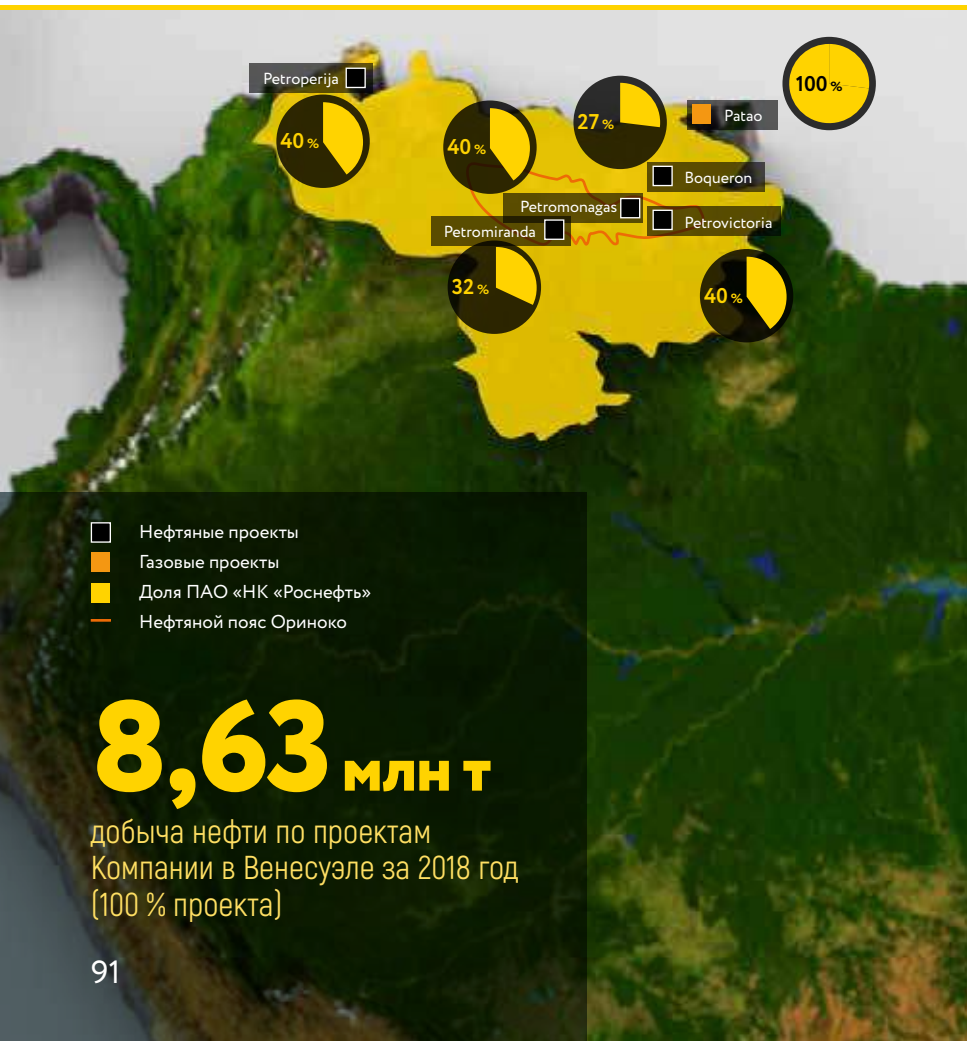 Petroperija
40 %
40 %
27 %
100 %
Patao
Boqueron
Petromonagas
Petrovictoria
Petromiranda
32 %
40 %
Нефтяные проекты
Газовые проекты
Доля ПАО «НК «Роснефть»
Нефтяной пояс Ориноко
8,63 млн т
добыча нефти по проектам
Компании в Венесуэле за 2018 год
(100 % проекта)
91